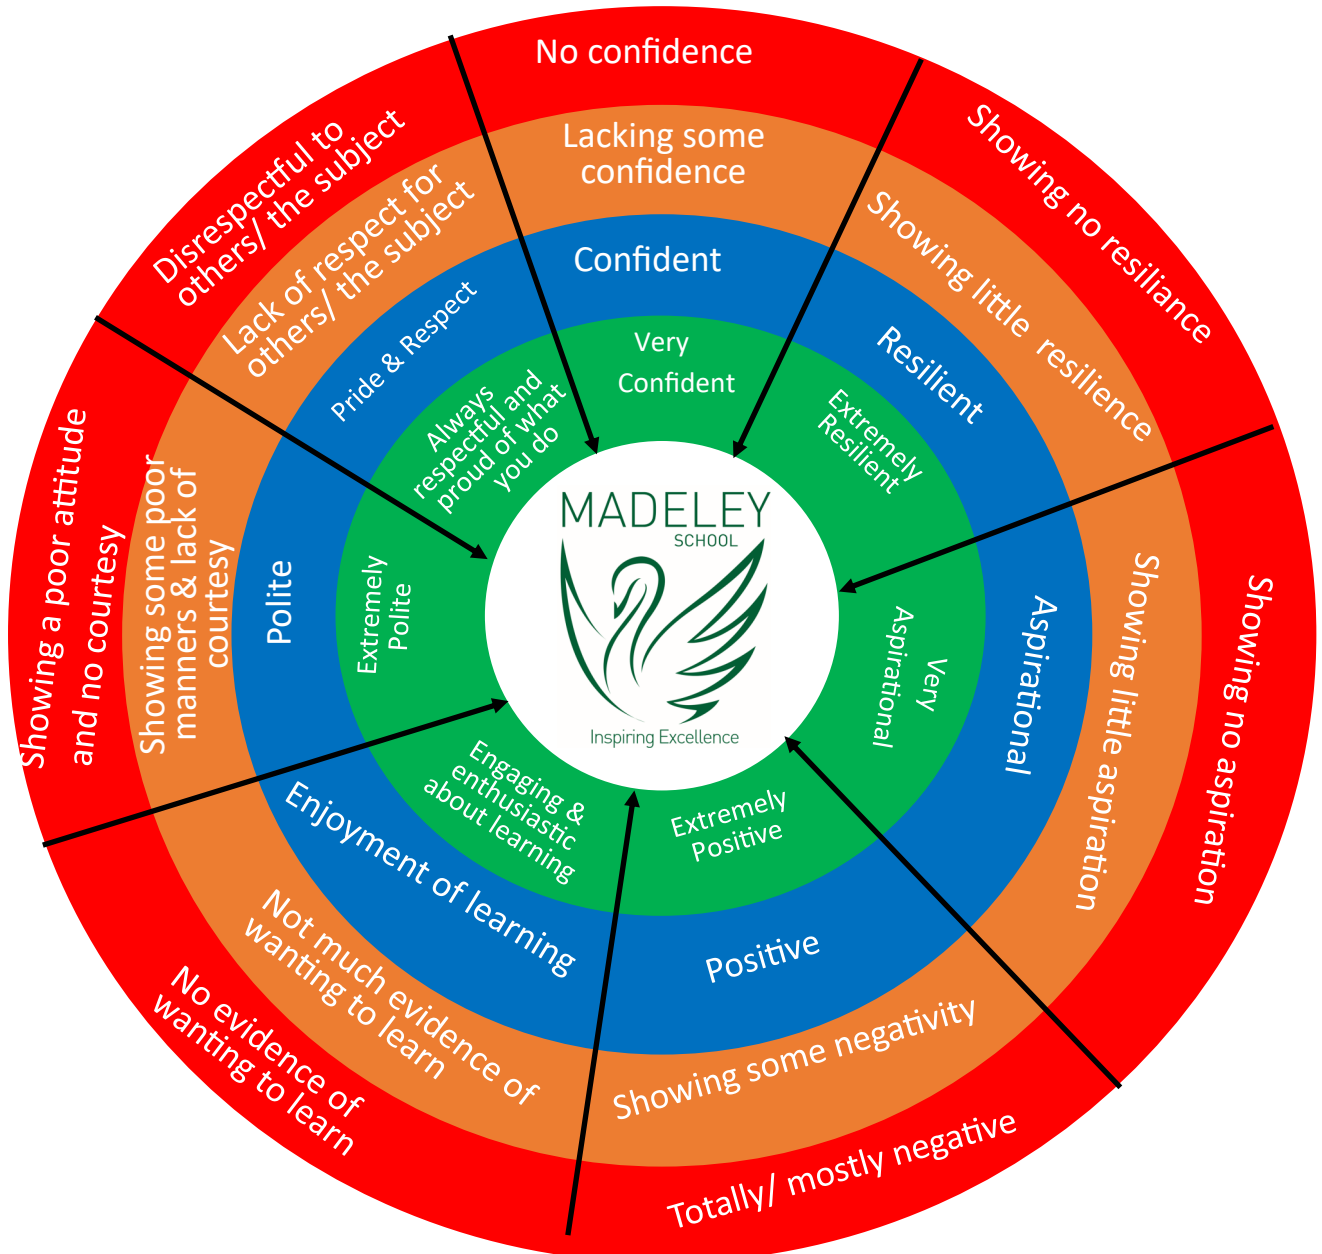 No confidence
Lacking some
confidence
Confident
Very
Confident
Showing no resiliance
Showing little  resilience
Resilient
Extremely
Resilient
Showing no aspiration
Showing little aspiration
Aspirational
Very
Aspirational
Totally/ mostly negative
Showing some negativity
Positive
Extremely
Positive
No evidence of
wanting to learn
Not much evidence of
wanting to learn
Enjoyment of learning
Engaging &
enthusiastic
about learning
Showing a poor attitude
and no courtesy
Showing some poor
manners & lack of
courtesy
Polite
Extremely
Polite
Disrespectful to
others/ the subject
Lack of respect for
others/ the subject
Pride & Respect
Always
respectful and
proud of what
you do
MADELEY
SCHOOL
Inspiring Excellence